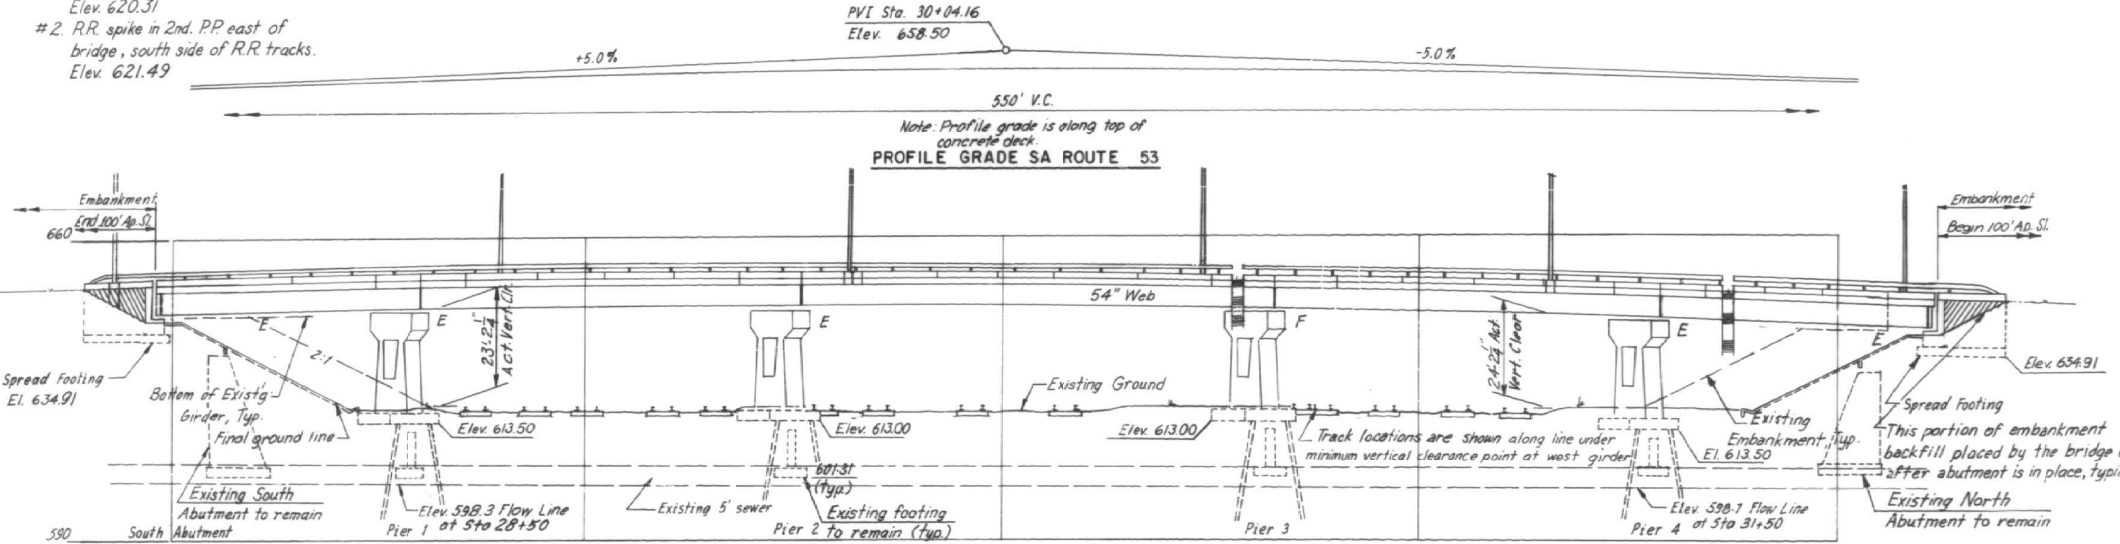 Elev. 620.31
#2. R.R. spike in 2nd. P.P. east of
bridge, south side of R.R. tracks.
Elev. 621.49
PVI Sta. 30+04.16
Elev. 658.50
+5.0%
-5.0%
550' V.C.
Note: Profile grade is along top of
concrete deck.
PROFILE GRADE SA ROUTE 53
Embankment
End 100' Ap. Sl.
660
Embankment
Begin 100' Ap. Sl.
54" Web
E
E
E
F
E
E
23'-2 1/4"
Act. Vert. Clr.
24'-2 1/4" Act.
Vert. Clear
2:1
Spread Footing
El. 634.91
Bottom of Exist'g
Girder, Typ.
Final ground line
Elev. 613.50
Elev. 613.00
Existing Ground
Elev. 613.00
Track locations are shown along line under
minimum vertical clearance point at west girder
Existing
Embankment Typ.
El. 613.50
Elev. 634.91
Spread Footing
This portion of embankment
backfill placed by the bridge
after abutment is in place,
Existing South
Abutment to remain
Elev. 598.3 Flow Line
at Sta 28+50
Existing 5' sewer
601.31
(typ.)
Existing footing
to remain (typ.)
Elev. 598.7 Flow Line
at Sta 31+50
Existing North
Abutment to remain
590
South Abutment
Pier 1
Pier 2
Pier 3
Pier 4